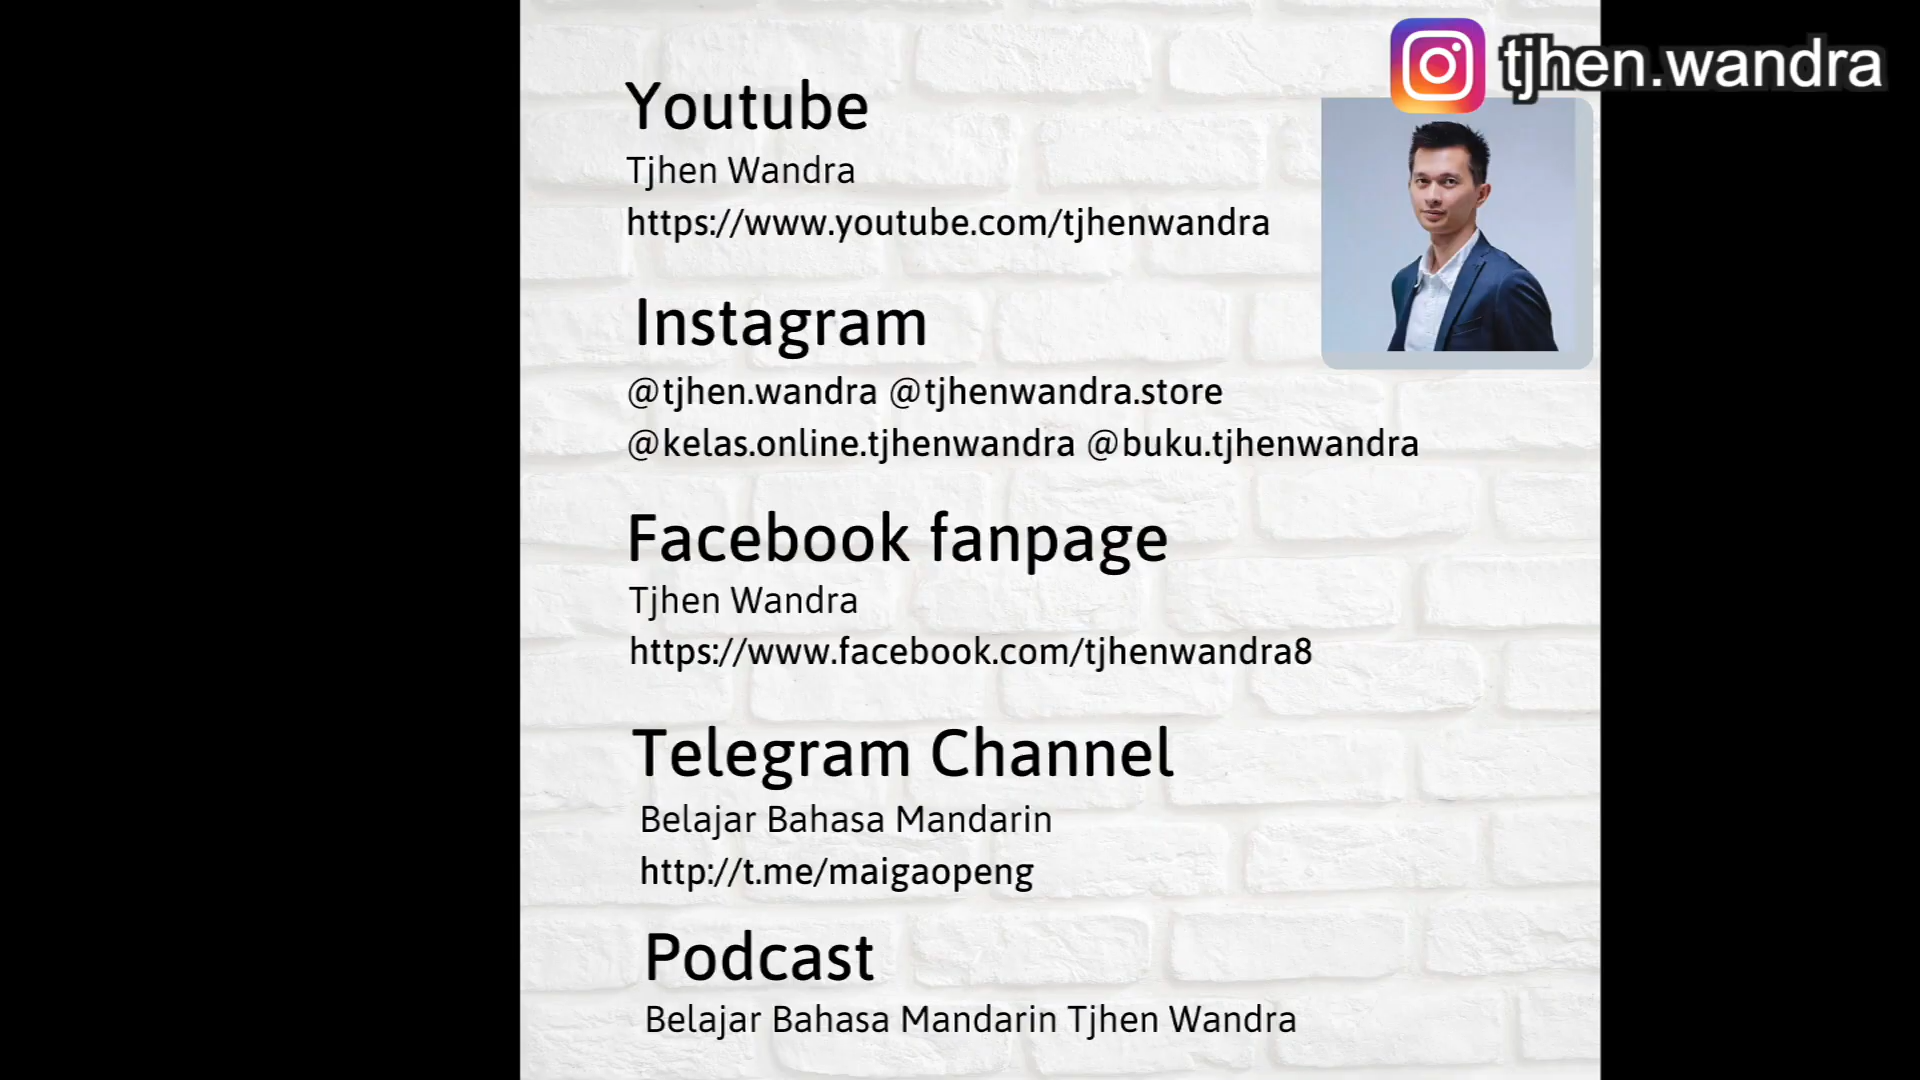 tjhen.wandra
Youtube
Tjhen Wandra
https://www.youtube.com/tjhenwandra
Instagram
@tjhen.wandra @tjhenwandra.store
@kelas.online.tjhenwandra @buku.tjhenwandra
Facebook fanpage
Tjhen Wandra
https://www.facebook.com/tjhenwandra8
Telegram Channel
Belajar Bahasa Mandarin
http://t.me/maigaopeng
Podcast
Belajar Bahasa Mandarin Tjhen Wandra